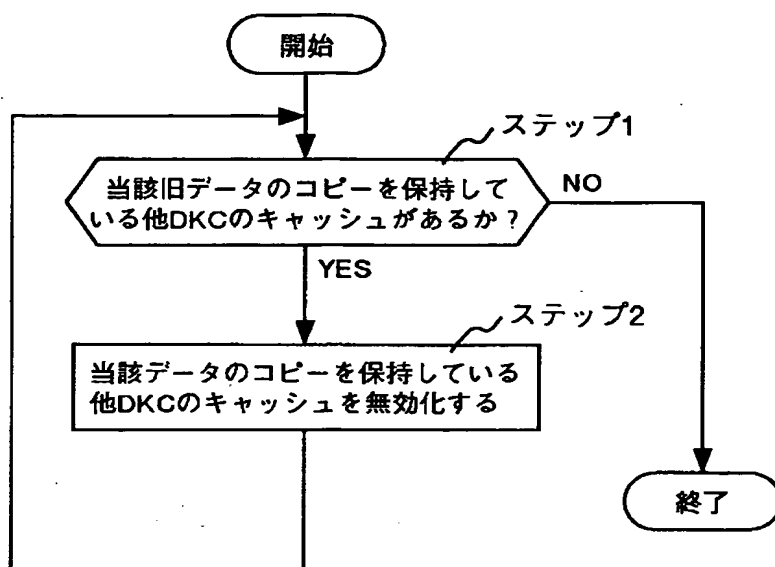 開始
ステップ1
当該旧データのコピーを保持して
いる他DKCのキャッシュがあるか？
NO
YES
ステップ2
当該データのコピーを保持している
他DKCのキャッシュを無効化する
終了